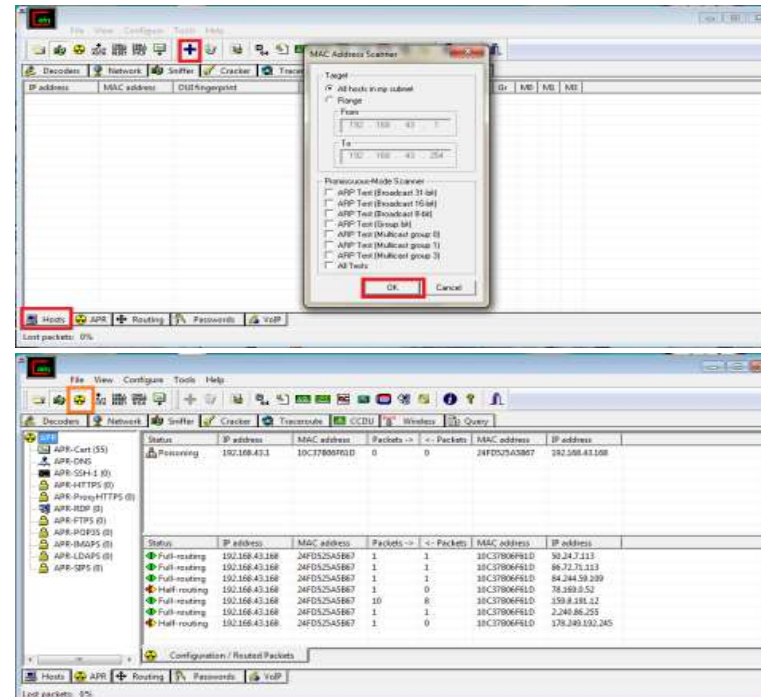 File View Configure Tools Help
MAC Address Scanner
Decoders Network Sniffer Cracker
IP address MAC address OUI fingerprint Gr M0 M1 M3
Target
All hosts in my subnet
Range
From
192 . 168 . 43 . 1
To
192 . 168 . 43 . 254
Promiscuous-Mode Scanner
ARP Test (Broadcast 31-bit)
ARP Test (Broadcast 16-bit)
ARP Test (Broadcast 8-bit)
ARP Test (Group bit)
ARP Test (Multicast group 0)
ARP Test (Multicast group 1)
ARP Test (Multicast group 3)
All Tests
OK Cancel
Hosts APR Routing Passwords VoIP
Lost packets: 0%
File View Configure Tools Help
Decoders Network Sniffer Cracker Traceroute CCDU Wireless Query
APR
APR-Cert (55)
APR-DNS
APR-SSH-1 (0)
APR-HTTPS (0)
APR-ProxyHTTPS (0)
APR-RDP (0)
APR-FTPS (0)
APR-POP3S (0)
APR-IMAPS (0)
APR-LDAPS (0)
APR-SIPS (0)
Status IP address MAC address Packets -> <- Packets MAC address IP address
Poisoning 192.168.43.1 10C37B06F61D 0 0 24FD525A5B67 192.168.43.168
Status IP address MAC address Packets -> <- Packets MAC address IP address
Full-routing 192.168.43.168 24FD525A5B67 1 1 10C37B06F61D 50.24.7.113
Full-routing 192.168.43.168 24FD525A5B67 1 1 10C37B06F61D 86.72.71.113
Full-routing 192.168.43.168 24FD525A5B67 1 1 10C37B06F61D 84.244.59.109
Half-routing 192.168.43.168 24FD525A5B67 1 0 10C37B06F61D 78.169.0.52
Full-routing 192.168.43.168 24FD525A5B67 10 8 10C37B06F61D 159.8.191.12
Full-routing 192.168.43.168 24FD525A5B67 1 1 10C37B06F61D 2.240.86.255
Half-routing 192.168.43.168 24FD525A5B67 1 0 10C37B06F61D 178.249.192.245
Configuration / Routed Packets
Hosts APR Routing Passwords VoIP
Lost packets: 0%